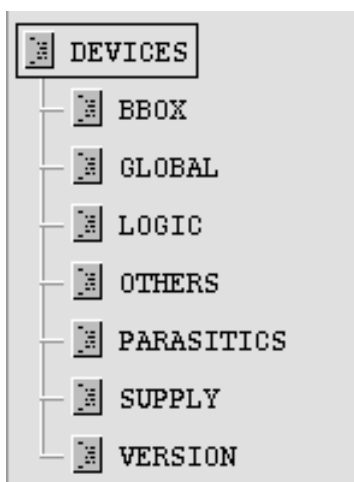 DEVICES
BBOX
GLOBAL
LOGIC
OTHERS
PARASITICS
SUPPLY
VERSION